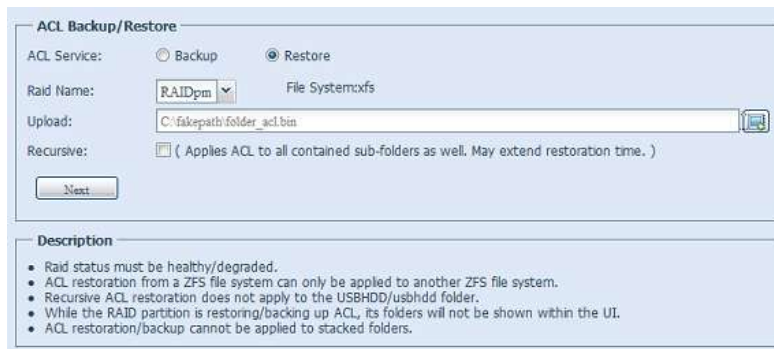 ACL Backup/Restore
ACL Service: Backup Restore
Raid Name: RAIDpm File System:xfs
Upload: C:\fakepath\folder_acl.bin
Recursive: ( Applies ACL to all contained sub-folders as well. May extend restoration time. )
Next
Description
• Raid status must be healthy/degraded.
• ACL restoration from a ZFS file system can only be applied to another ZFS file system.
• Recursive ACL restoration does not apply to the USBHDD/usbhdd folder.
• While the RAID partition is restoring/backing up ACL, its folders will not be shown within the UI.
• ACL restoration/backup cannot be applied to stacked folders.